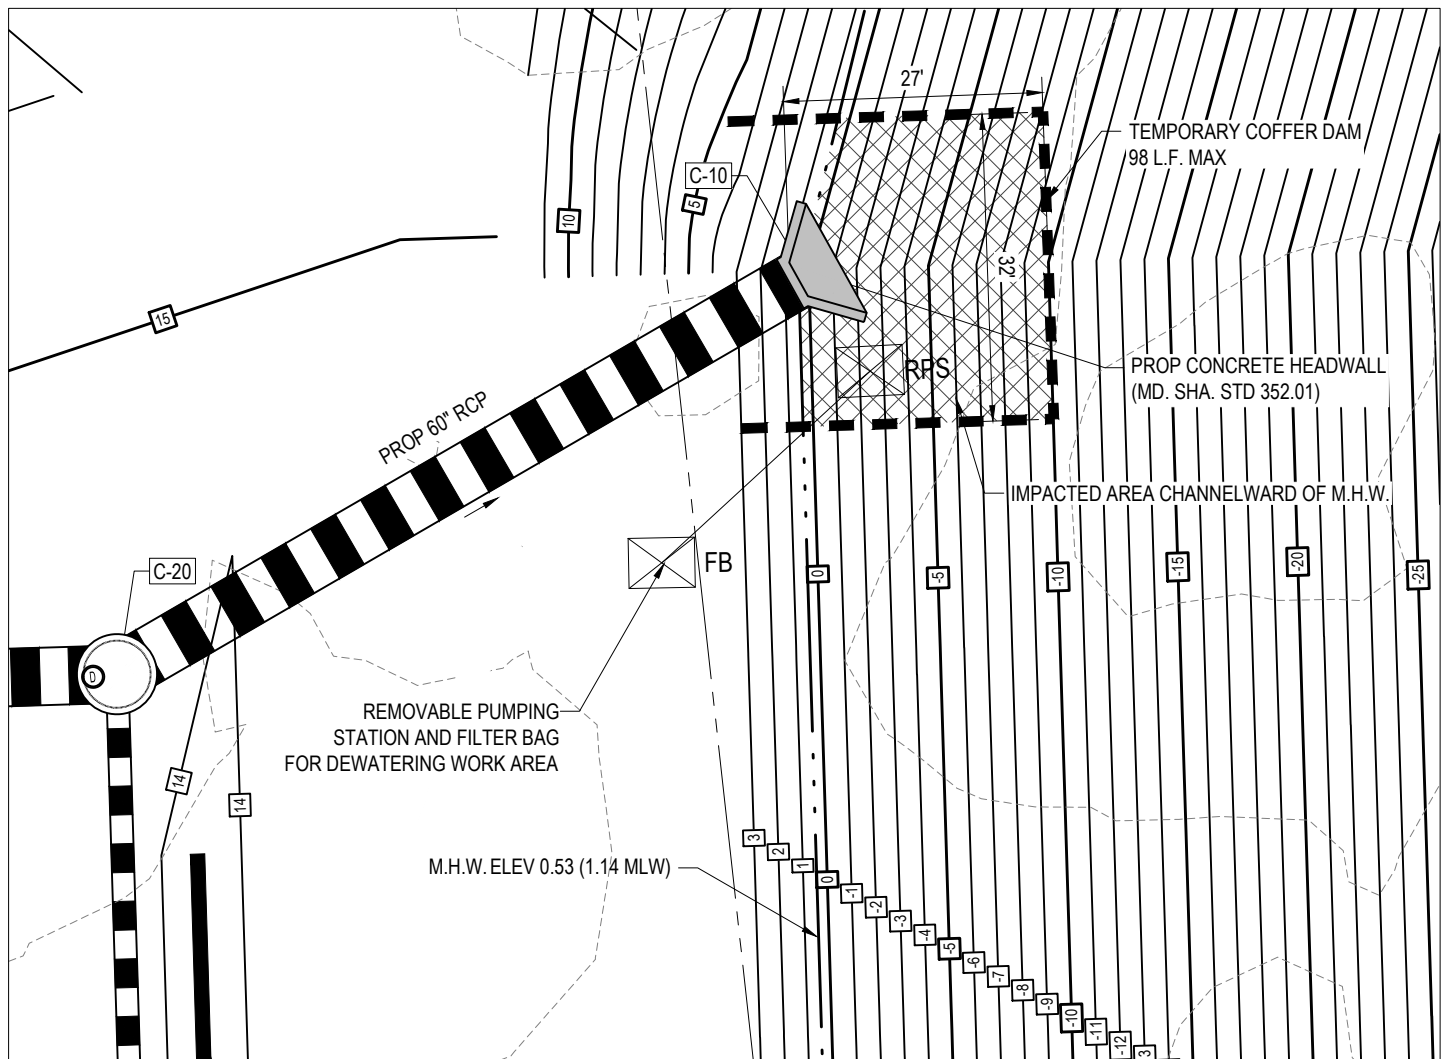 27'
TEMPORARY COFFER DAM
98 L.F. MAX
C-10
10
5
32'
15
PROP CONCRETE HEADWALL
(MD. SHA. STD 352.01)
RPS
PROP 60" RCP
IMPACTED AREA CHANNELWARD OF M.H.W.
C-20
FB
0
-5
-10
-15
-20
-25
D
REMOVABLE PUMPING
STATION AND FILTER BAG
FOR DEWATERING WORK AREA
14
14
M.H.W. ELEV 0.53 (1.14 MLW)
3
2
1
0
-1
-2
-3
-4
-5
-6
-7
-8
-9
-10
-11
-12
3